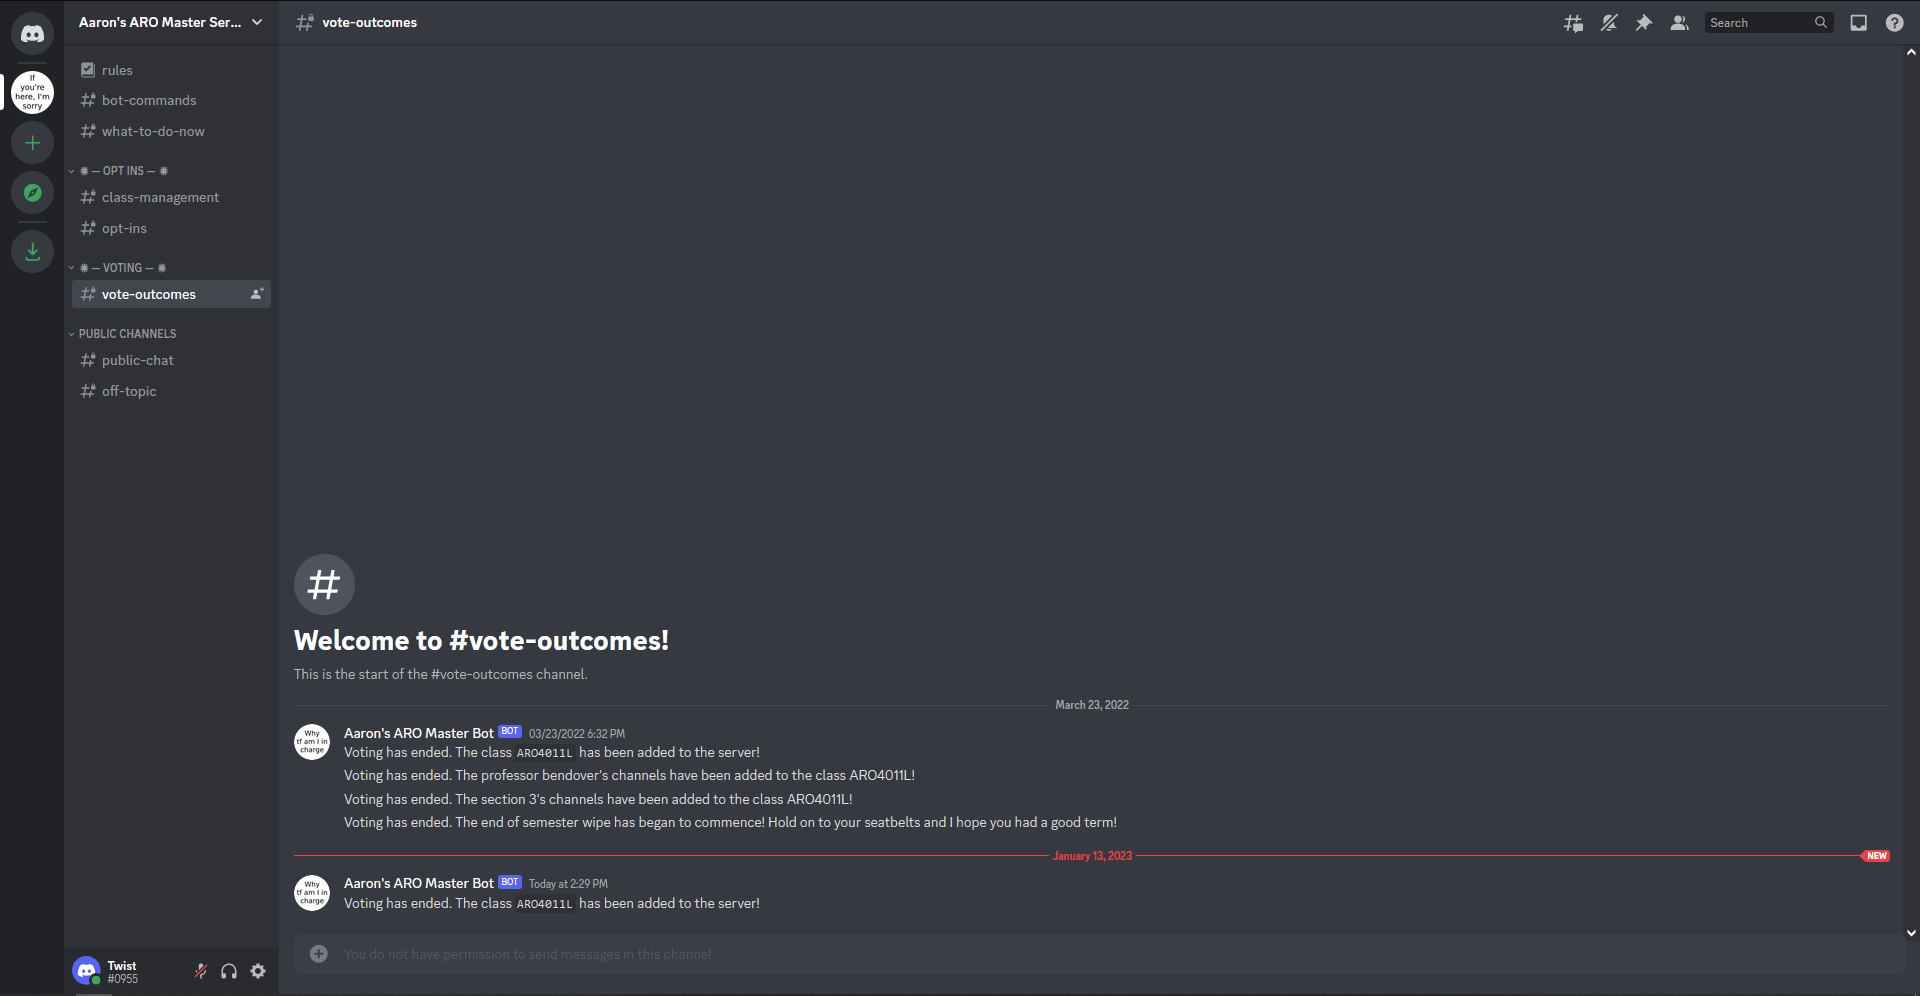 Aaron's ARO Master Ser...
vote-outcomes
Search
If
you're
here, I'm
sorry
rules
bot-commands
what-to-do-now
✹ — OPT INS — ✹
class-management
opt-ins
✹ — VOTING — ✹
vote-outcomes
PUBLIC CHANNELS
public-chat
off-topic
Welcome to #vote-outcomes!
This is the start of the #vote-outcomes channel.
March 23, 2022
Why
tf am I in
charge
Aaron's ARO Master Bot BOT 03/23/2022 6:32 PM
Voting has ended. The class ARO4011L has been added to the server!
Voting has ended. The professor bendover's channels have been added to the class ARO4011L!
Voting has ended. The section 3's channels have been added to the class ARO4011L!
Voting has ended. The end of semester wipe has began to commence! Hold on to your seatbelts and I hope you had a good term!
January 13, 2023 NEW
Why
tf am I in
charge
Aaron's ARO Master Bot BOT Today at 2:29 PM
Voting has ended. The class ARO4011L has been added to the server!
You do not have permission to send messages in this channel.
Twist
#0955